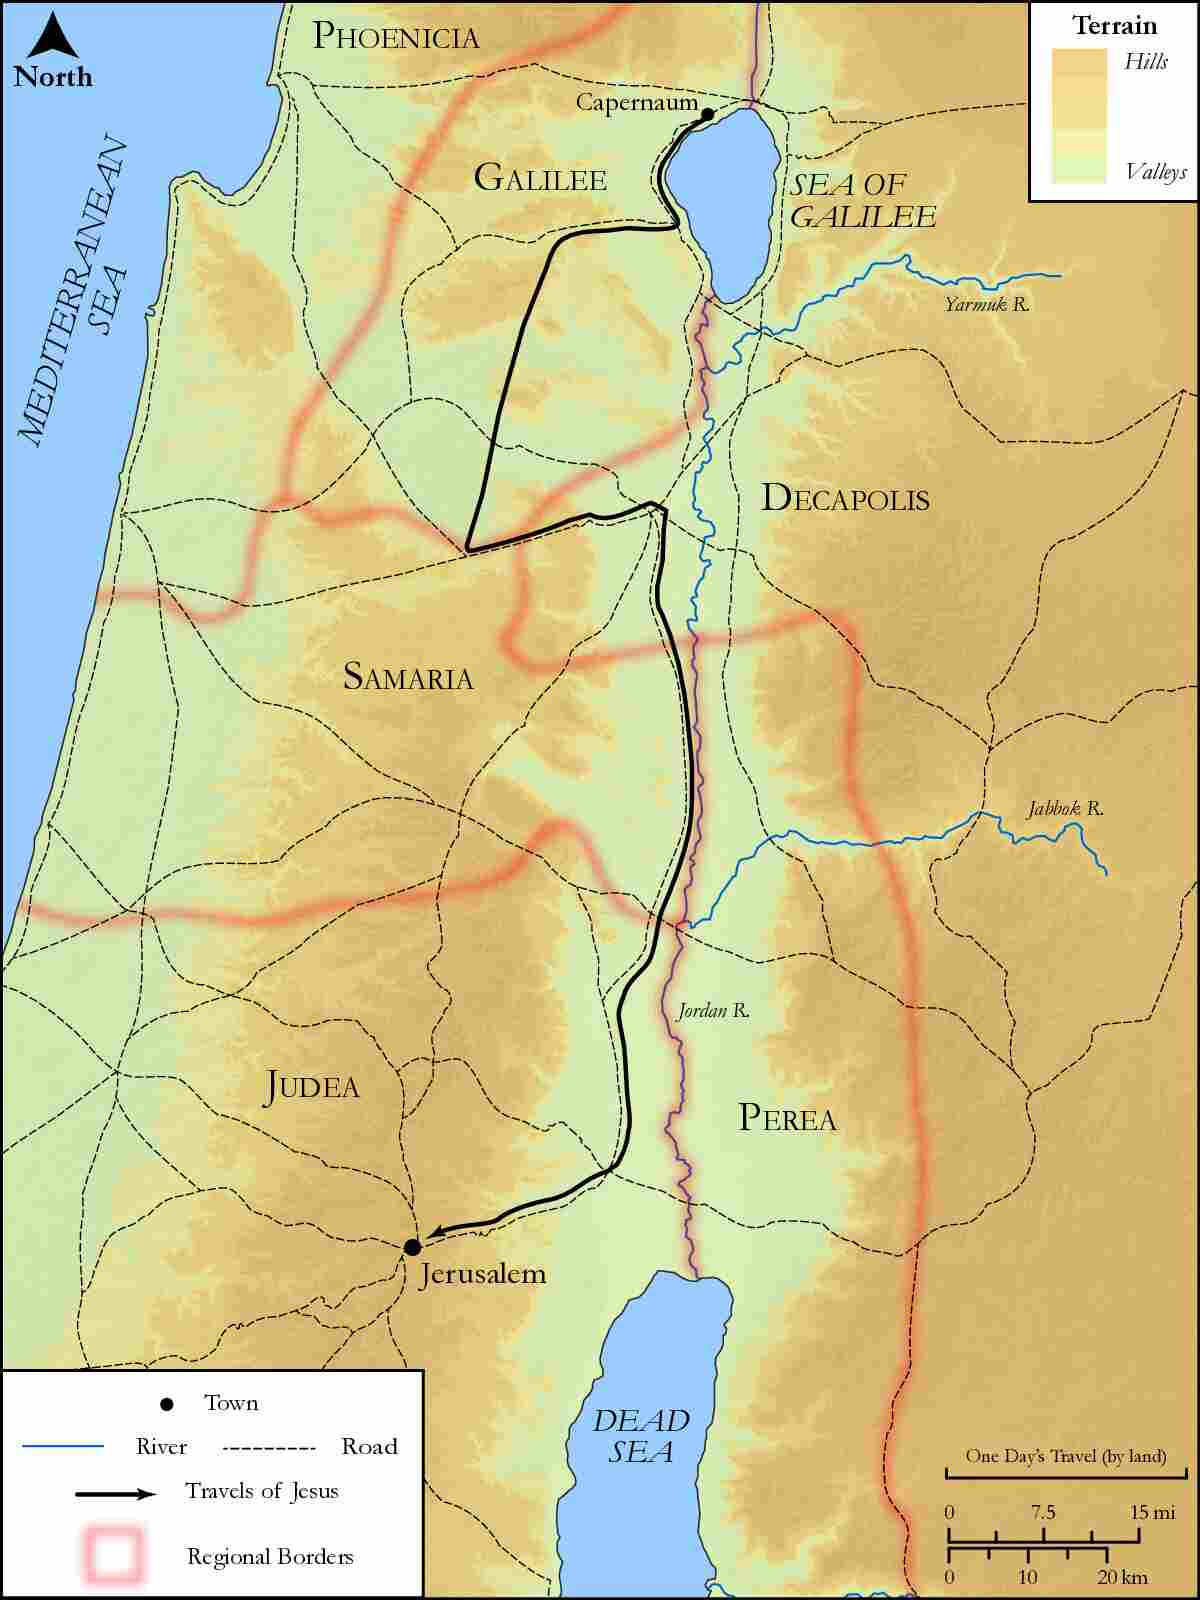 North
PHOENICIA
Terrain
Hills
Valleys
Capernaum
GALILEE
SEA OF
GALILEE
MEDITERRANEAN
SEA
Yarmuk R.
DECAPOLIS
SAMARIA
Jabbok R.
Jordan R.
JUDEA
PEREA
Jerusalem
DEAD
SEA
Town
River
Road
Travels of Jesus
Regional Borders
One Day's Travel (by land)
0 7.5 15 mi
0 10 20 km